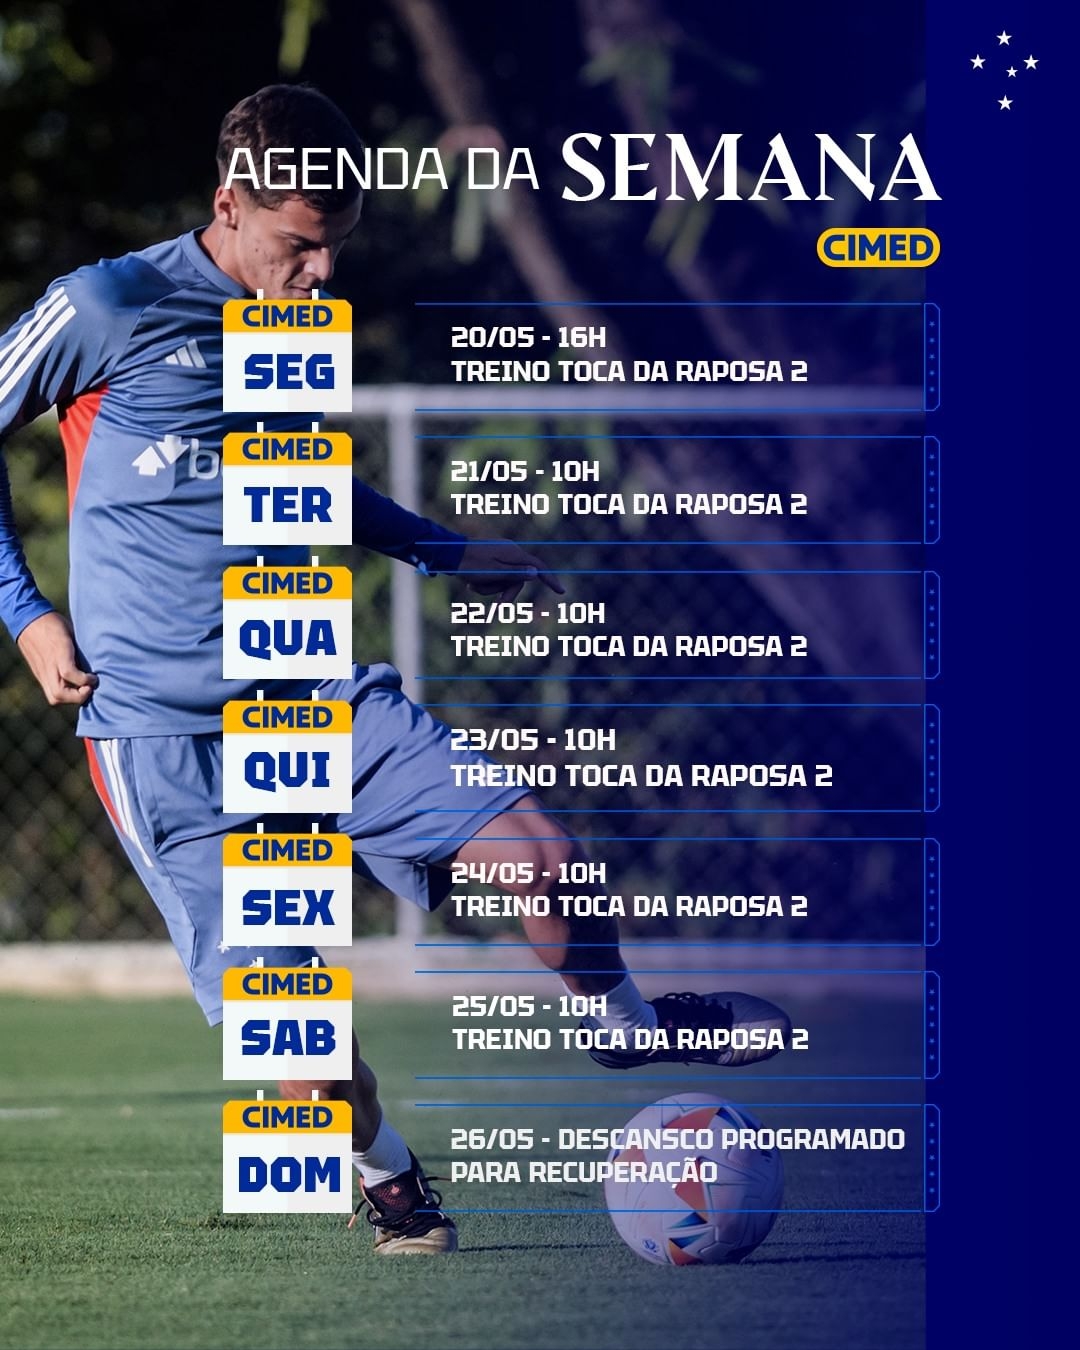 AGENDA DA SEMANA
CIMED
CIMED
SEG
20/05 - 16H
TREINO TOCA DA RAPOSA 2
CIMED
TER
21/05 - 10H
TREINO TOCA DA RAPOSA 2
CIMED
QUA
22/05 - 10H
TREINO TOCA DA RAPOSA 2
CIMED
QUI
23/05 - 10H
TREINO TOCA DA RAPOSA 2
CIMED
SEX
24/05 - 10H
TREINO TOCA DA RAPOSA 2
CIMED
SAB
25/05 - 10H
TREINO TOCA DA RAPOSA 2
CIMED
DOM
26/05 - DESCANSCO PROGRAMADO
PARA RECUPERAÇÃO